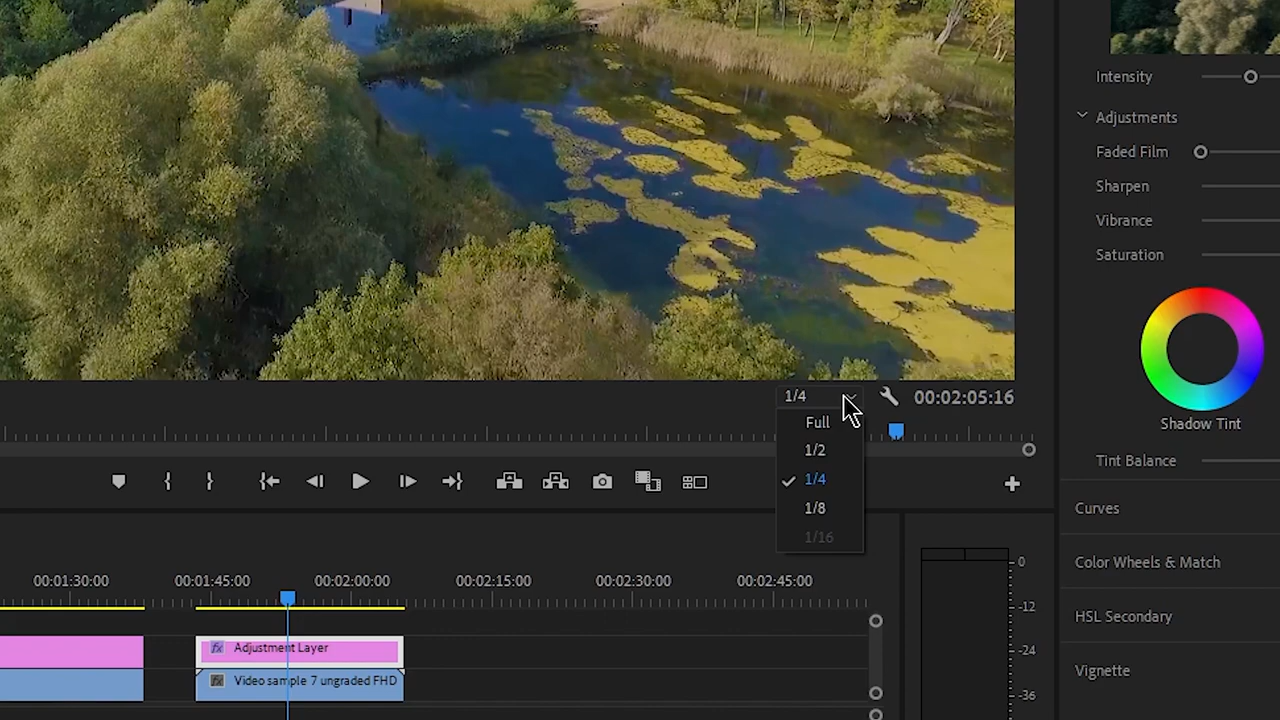 Intensity
Adjustments
Faded Film
Sharpen
Vibrance
Saturation
Shadow Tint
Tint Balance
Curves
Color Wheels & Match
HSL Secondary
Vignette
1/4
00:02:05:16
Full
1/2
1/4
1/8
1/16
00:01:30:00 00:01:45:00 00:02:00:00 00:02:15:00 00:02:30:00 00:02:45:00
fx Adjustment Layer
fx Video sample 7 ungraded FHD
0
-12
-24
-36